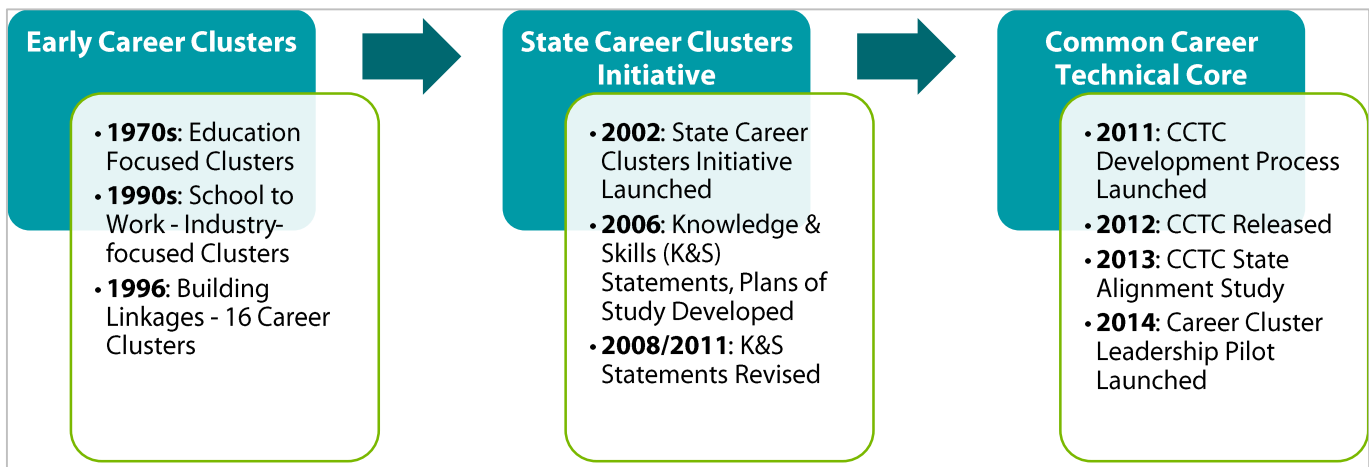 Early Career Clusters
• 1970s: Education
Focused Clusters
• 1990s: School to
Work - Industry-
focused Clusters
• 1996: Building
Linkages - 16 Career
Clusters
State Career Clusters
Initiative
• 2002: State Career
Clusters Initiative
Launched
• 2006: Knowledge &
Skills (K&S)
Statements, Plans of
Study Developed
• 2008/2011: K&S
Statements Revised
Common Career
Technical Core
• 2011: CCTC
Development Process
Launched
• 2012: CCTC Released
• 2013: CCTC State
Alignment Study
• 2014: Career Cluster
Leadership Pilot
Launched